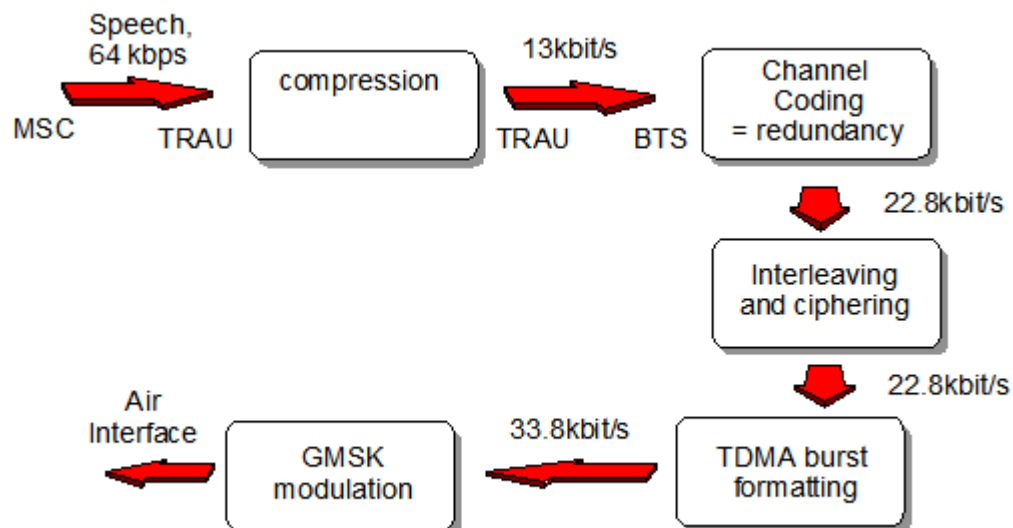 Speech,
64 kbps
MSC
TRAU
compression
13kbit/s
TRAU
BTS
Channel
Coding
= redundancy
22.8kbit/s
Interleaving
and ciphering
22.8kbit/s
TDMA burst
formatting
33.8kbit/s
GMSK
modulation
Air
Interface